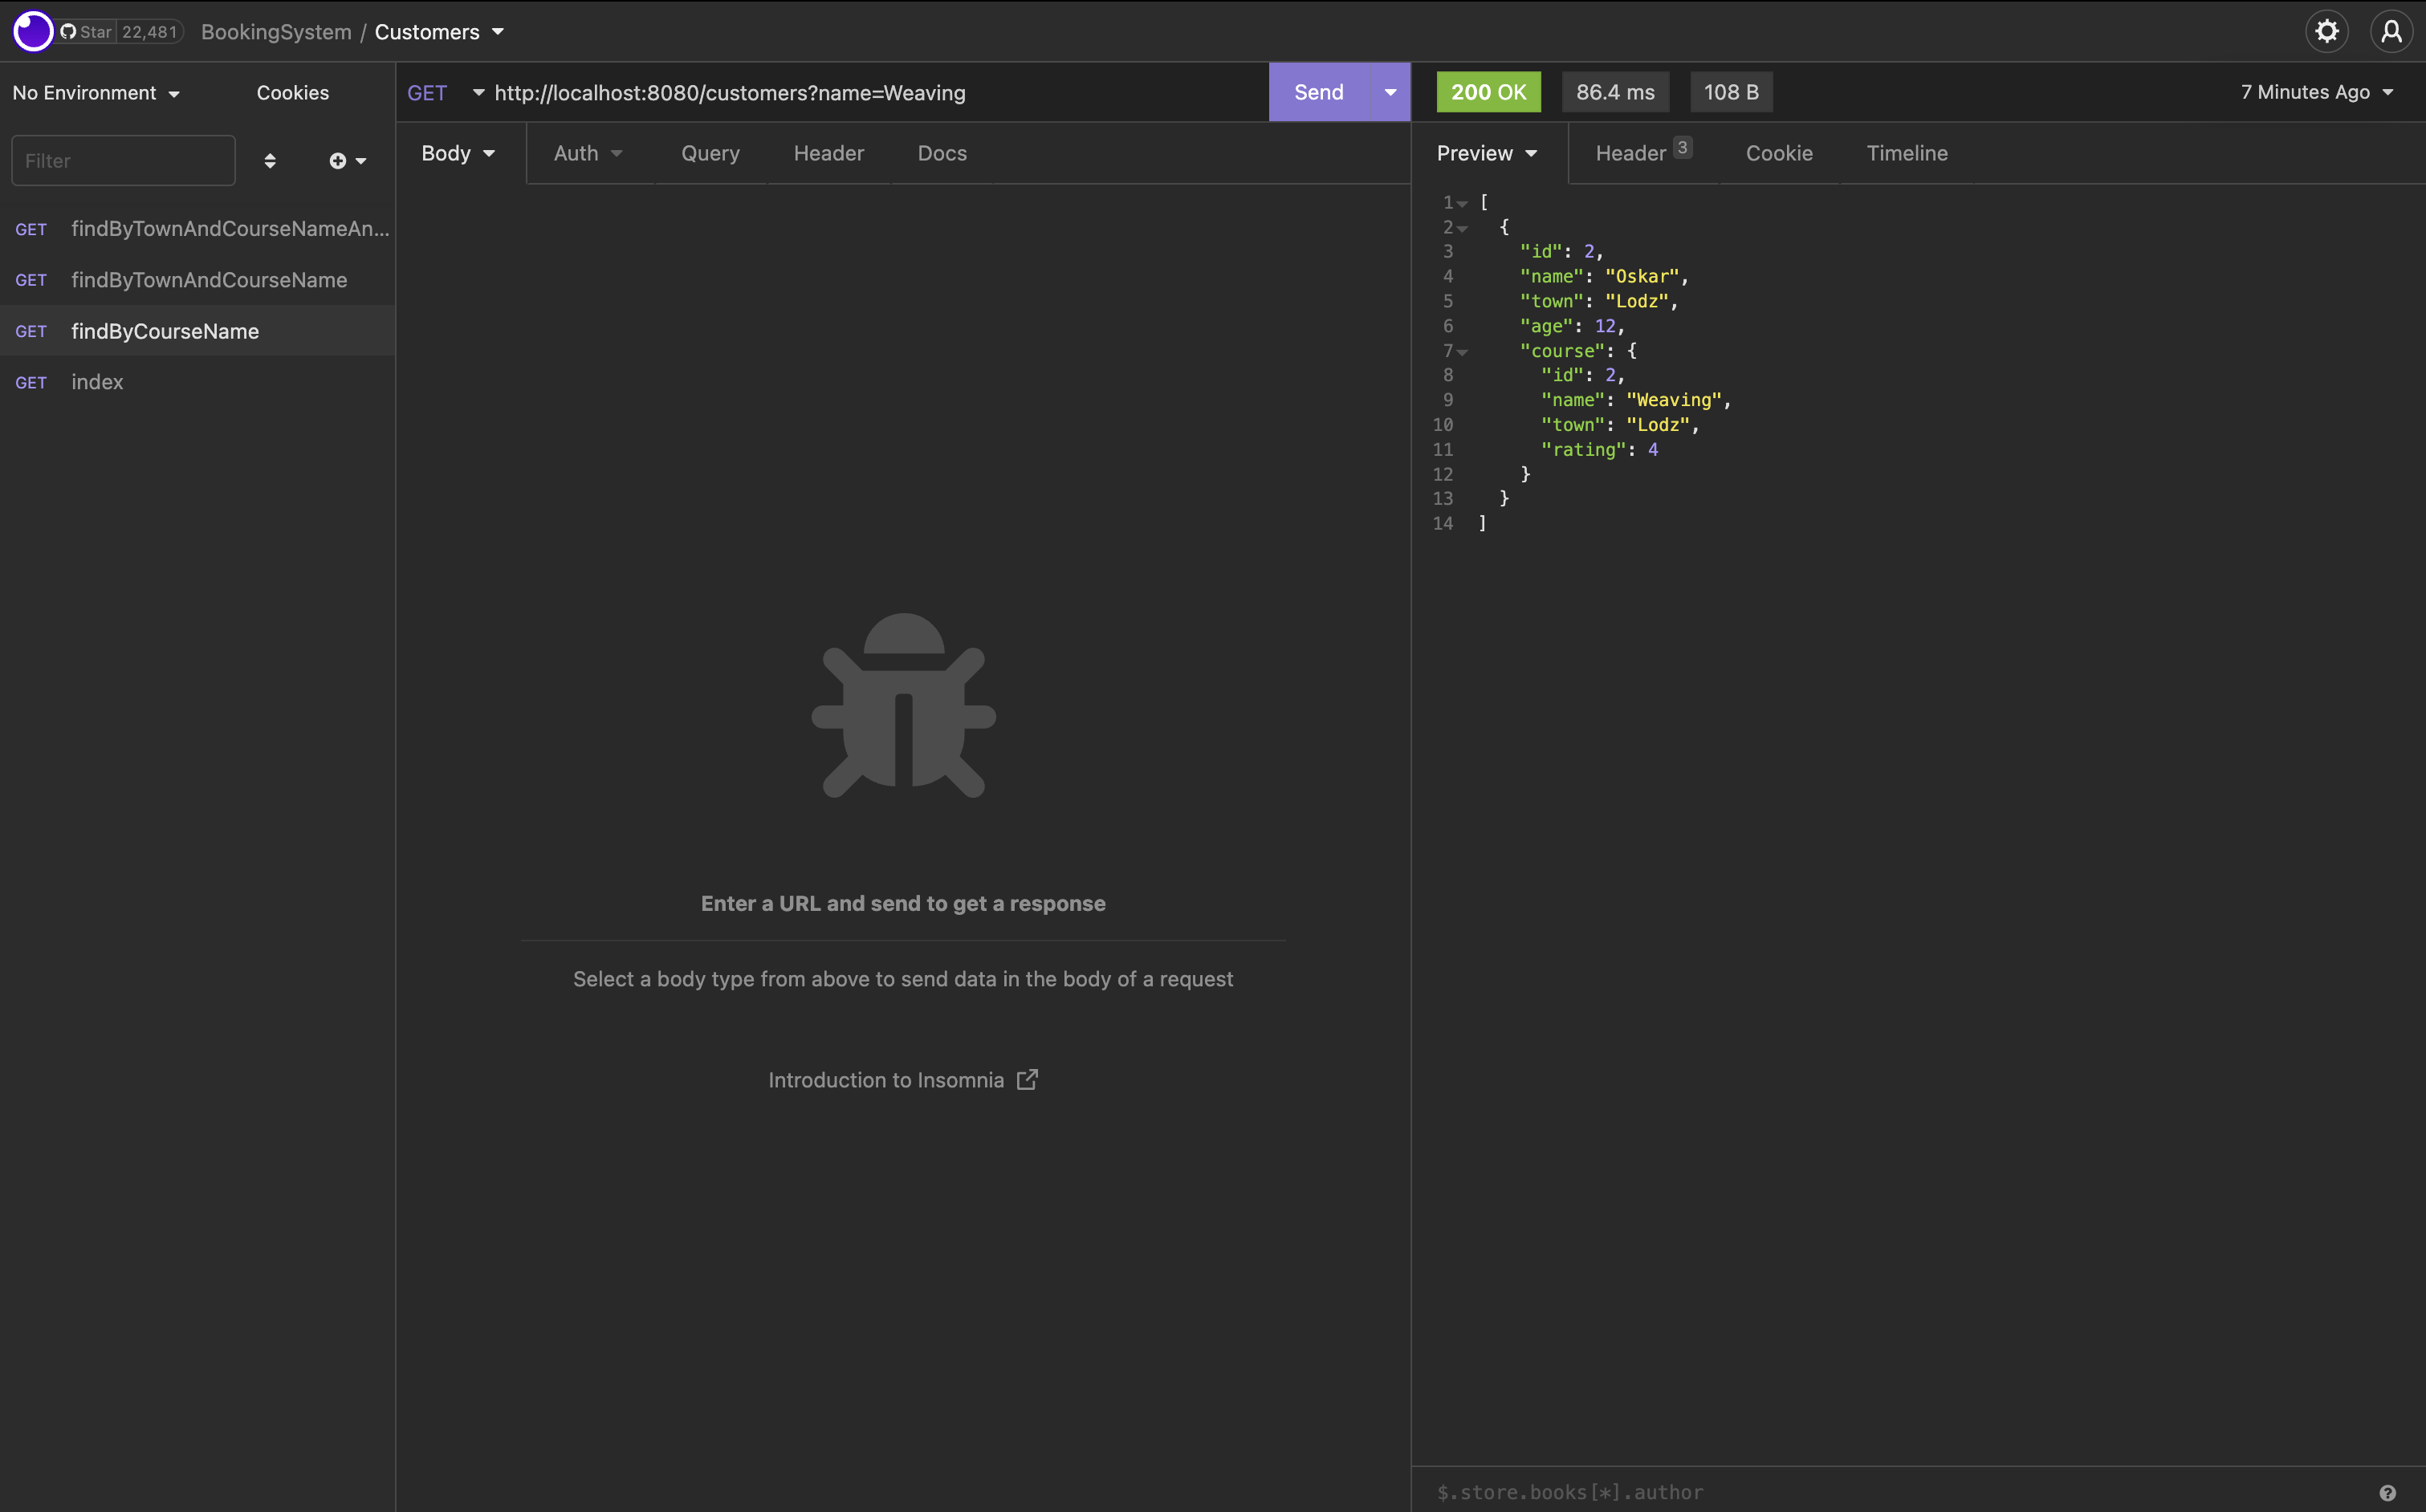 Star 22,481 BookingSystem / Customers
No Environment Cookies
Filter
GET findByTownAndCourseNameAn...
GET findByTownAndCourseName
GET findByCourseName
GET index
GET http://localhost:8080/customers?name=Weaving Send
Body Auth Query Header Docs
Enter a URL and send to get a response
Select a body type from above to send data in the body of a request
Introduction to Insomnia
200 OK 86.4 ms 108 B 7 Minutes Ago
Preview Header 3 Cookie Timeline
1 [
2 {
3 "id": 2,
4 "name": "Oskar",
5 "town": "Lodz",
6 "age": 12,
7 "course": {
8 "id": 2,
9 "name": "Weaving",
10 "town": "Lodz",
11 "rating": 4
12 }
13 }
14 ]
$.store.books[*].author